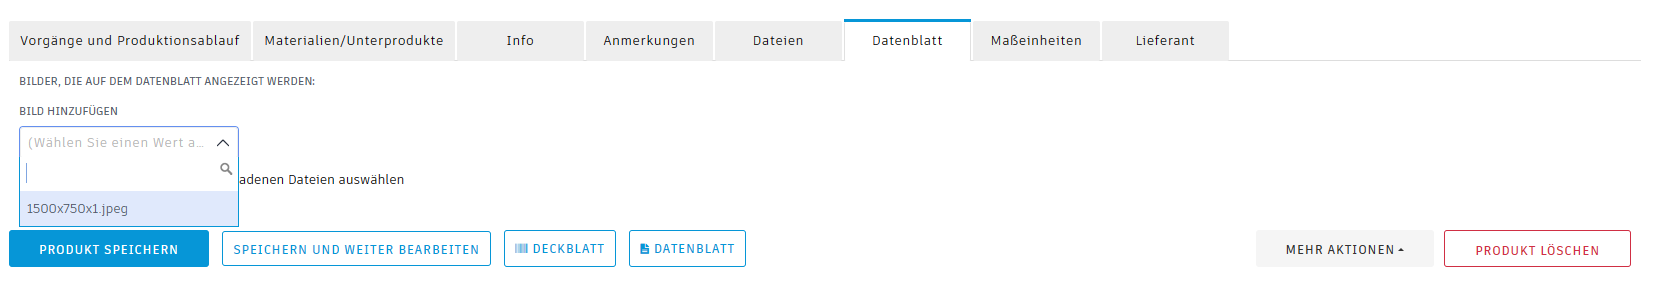 Vorgänge und Produktionsablauf Materialien/Unterprodukte Info Anmerkungen Dateien Datenblatt Maßeinheiten Lieferant
BILDER, DIE AUF DEM DATENBLATT ANGEZEIGT WERDEN:
BILD HINZUFÜGEN
(Wählen Sie einen Wert a...
adenen Dateien auswählen
1500x750x1.jpeg
PRODUKT SPEICHERN SPEICHERN UND WEITER BEARBEITEN DECKBLATT DATENBLATT MEHR AKTIONEN PRODUKT LÖSCHEN